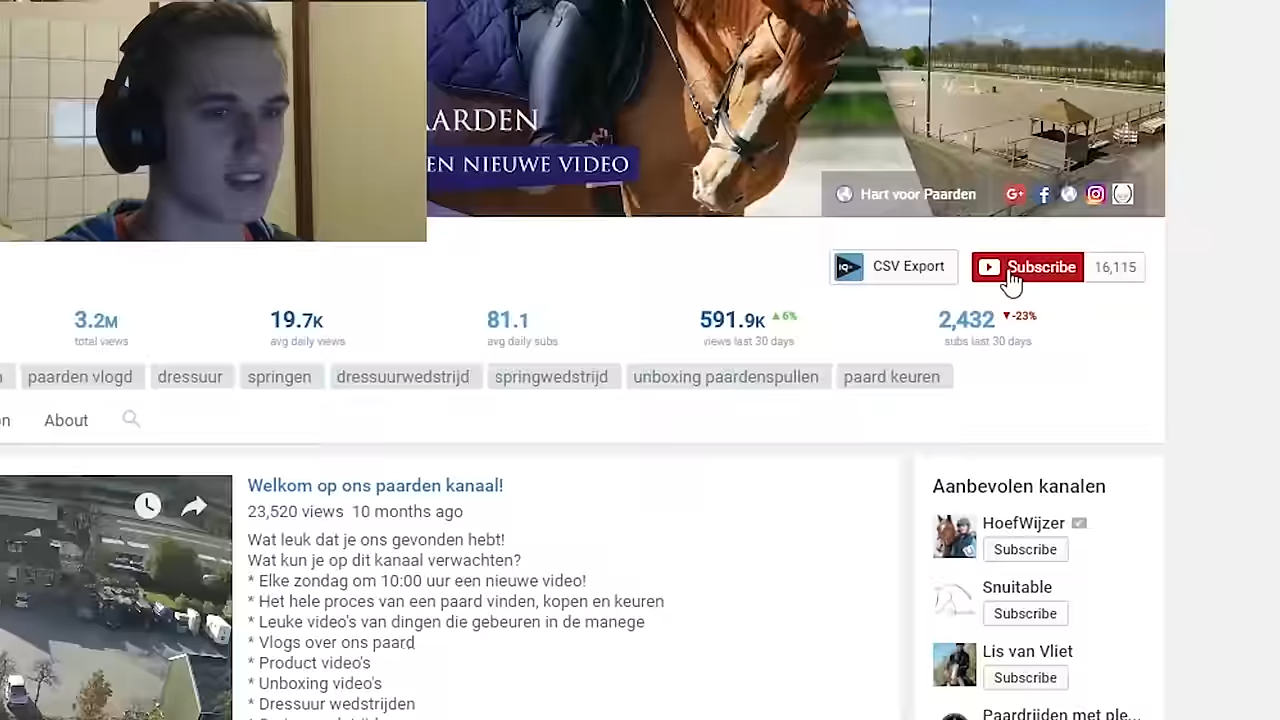 AARDEN
EN NIEUWE VIDEO
Hart voor Paarden
G+
IQ
CSV Export
Subscribe
16,115
3.2M
19.7K
81.1
591.9K
6%
2,432
-23%
total views
avg daily views
avg daily subs
views last 30 days
subs last 30 days
n
paarden vlogd
dressuur
springen
dressuurwedstrijd
springwedstrijd
unboxing paardenspullen
paard keuren
on
About
Welkom op ons paarden kanaal!
23,520 views 10 months ago
Wat leuk dat je ons gevonden hebt!
Wat kun je op dit kanaal verwachten?
* Elke zondag om 10:00 uur een nieuwe video!
* Het hele proces van een paard vinden, kopen en keuren
* Leuke video's van dingen die gebeuren in de manege
* Vlogs over ons paard
* Product video's
* Unboxing video's
* Dressuur wedstrijden
Aanbevolen kanalen
HoefWijzer
Subscribe
Snuitable
Subscribe
Lis van Vliet
Subscribe
Paardrijden met ple...